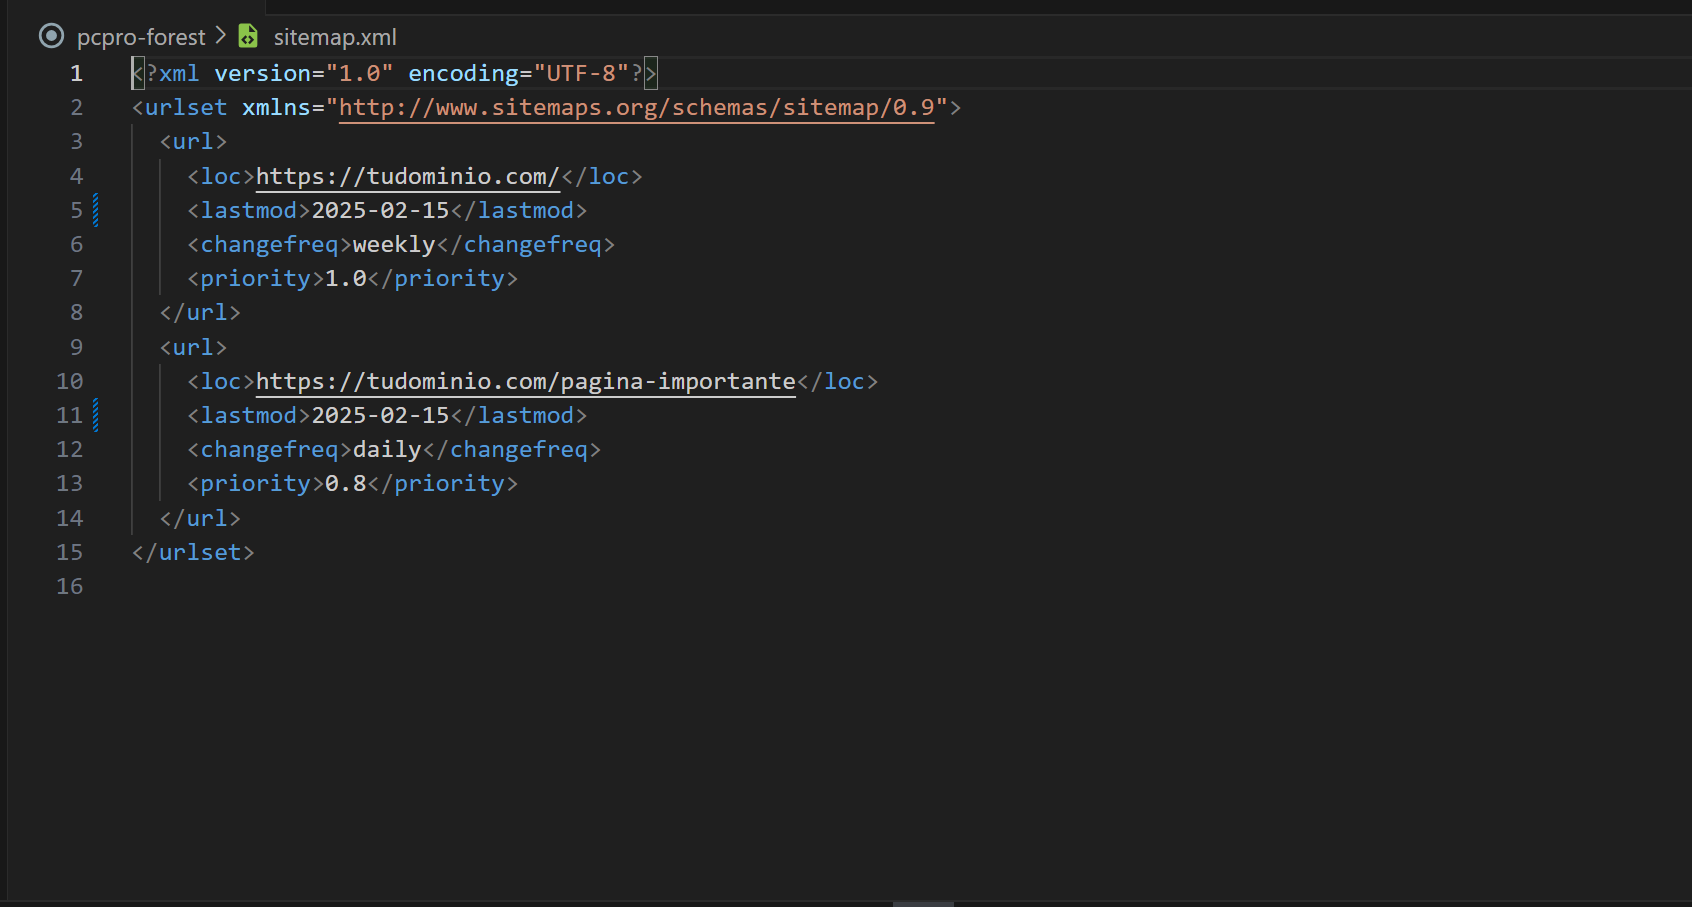 pcpro-forest > sitemap.xml
1 <?xml version="1.0" encoding="UTF-8"?>
2 <urlset xmlns="http://www.sitemaps.org/schemas/sitemap/0.9">
3 <url>
4 <loc>https://tudominio.com/</loc>
5 <lastmod>2025-02-15</lastmod>
6 <changefreq>weekly</changefreq>
7 <priority>1.0</priority>
8 </url>
9 <url>
10 <loc>https://tudominio.com/pagina-importante</loc>
11 <lastmod>2025-02-15</lastmod>
12 <changefreq>daily</changefreq>
13 <priority>0.8</priority>
14 </url>
15 </urlset>
16